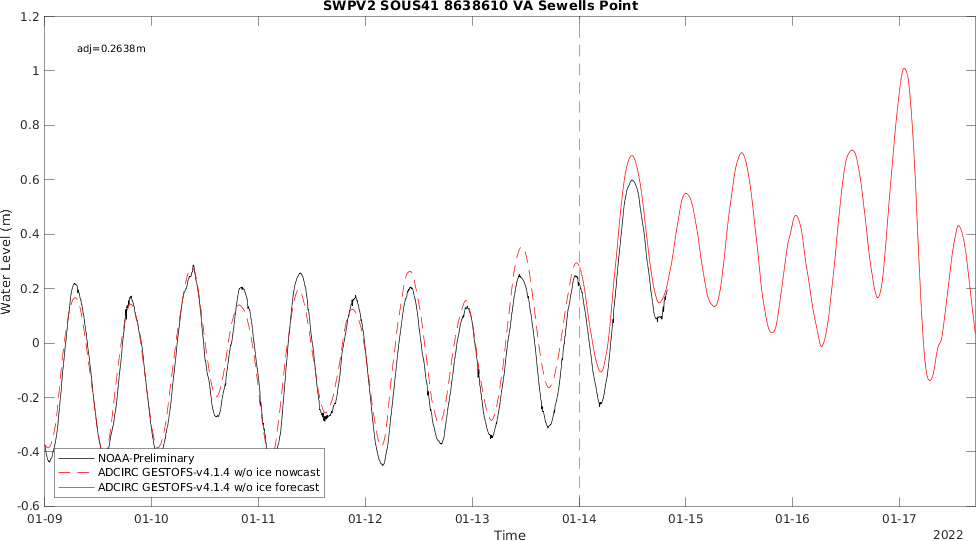 SWPV2 SOUS41 8638610 VA Sewells Point
adj=0.2638m
1.2
1
0.8
0.6
0.4
0.2
0
-0.2
-0.4
-0.6
Water Level (m)
NOAA-Preliminary
ADCIRC GESTOFS-v4.1.4 w/o ice nowcast
ADCIRC GESTOFS-v4.1.4 w/o ice forecast
01-09 01-10 01-11 01-12 01-13 01-14 01-15 01-16 01-17
Time
2022